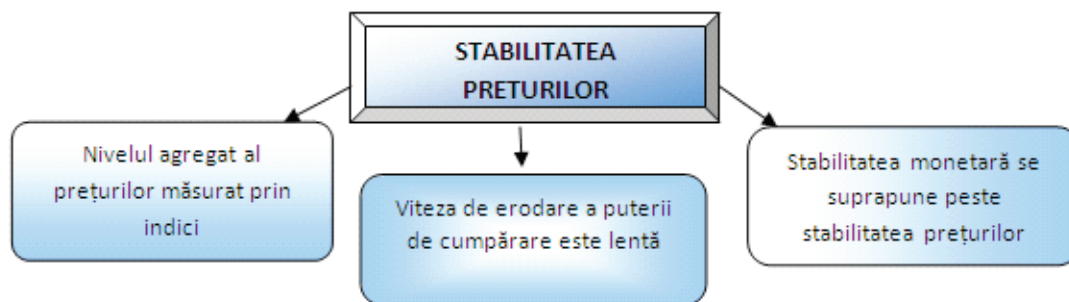 STABILITATEA
PRETURILOR
Nivelul agregat al
prețurilor măsurat prin
indici
Viteza de erodare a puterii
de cumpărare este lentă
Stabilitatea monetară se
suprapune peste
stabilitatea prețurilor